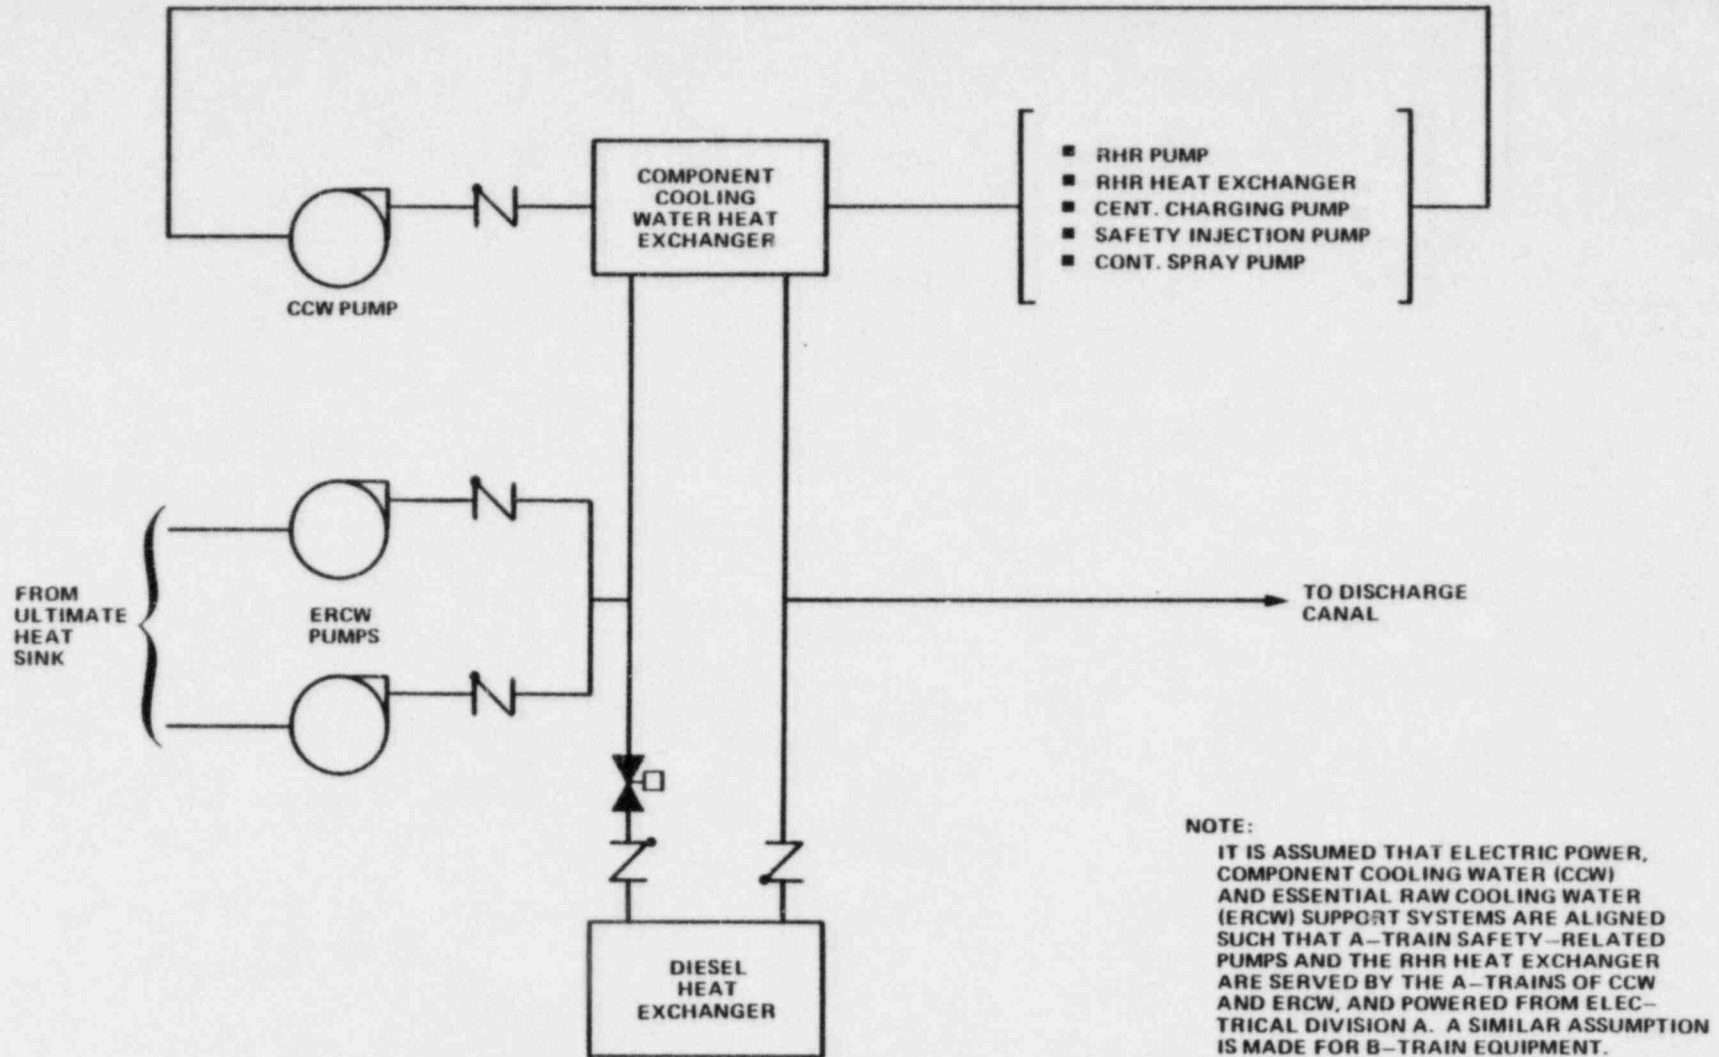 COMPONENT
COOLING
WATER HEAT
EXCHANGER
■ RHR PUMP
■ RHR HEAT EXCHANGER
■ CENT. CHARGING PUMP
■ SAFETY INJECTION PUMP
■ CONT. SPRAY PUMP
CCW PUMP
FROM
ULTIMATE
HEAT
SINK
ERCW
PUMPS
TO DISCHARGE
CANAL
DIESEL
HEAT
EXCHANGER
NOTE:
IT IS ASSUMED THAT ELECTRIC POWER,
COMPONENT COOLING WATER (CCW)
AND ESSENTIAL RAW COOLING WATER
(ERCW) SUPPORT SYSTEMS ARE ALIGNED
SUCH THAT A—TRAIN SAFETY—RELATED
PUMPS AND THE RHR HEAT EXCHANGER
ARE SERVED BY THE A—TRAINS OF CCW
AND ERCW, AND POWERED FROM ELEC—
TRICAL DIVISION A. A SIMILAR ASSUMPTION
IS MADE FOR B—TRAIN EQUIPMENT.